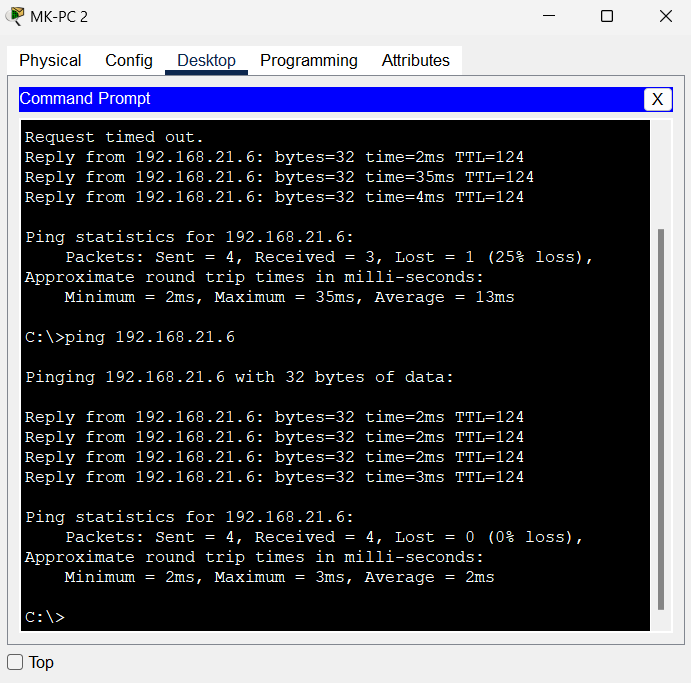 MK-PC 2
Physical Config Desktop Programming Attributes
Command Prompt X
Request timed out.
Reply from 192.168.21.6: bytes=32 time=2ms TTL=124
Reply from 192.168.21.6: bytes=32 time=35ms TTL=124
Reply from 192.168.21.6: bytes=32 time=4ms TTL=124
Ping statistics for 192.168.21.6:
Packets: Sent = 4, Received = 3, Lost = 1 (25% loss),
Approximate round trip times in milli-seconds:
Minimum = 2ms, Maximum = 35ms, Average = 13ms
C:\>ping 192.168.21.6
Pinging 192.168.21.6 with 32 bytes of data:
Reply from 192.168.21.6: bytes=32 time=2ms TTL=124
Reply from 192.168.21.6: bytes=32 time=2ms TTL=124
Reply from 192.168.21.6: bytes=32 time=2ms TTL=124
Reply from 192.168.21.6: bytes=32 time=3ms TTL=124
Ping statistics for 192.168.21.6:
Packets: Sent = 4, Received = 4, Lost = 0 (0% loss),
Approximate round trip times in milli-seconds:
Minimum = 2ms, Maximum = 3ms, Average = 2ms
C:\>
Top